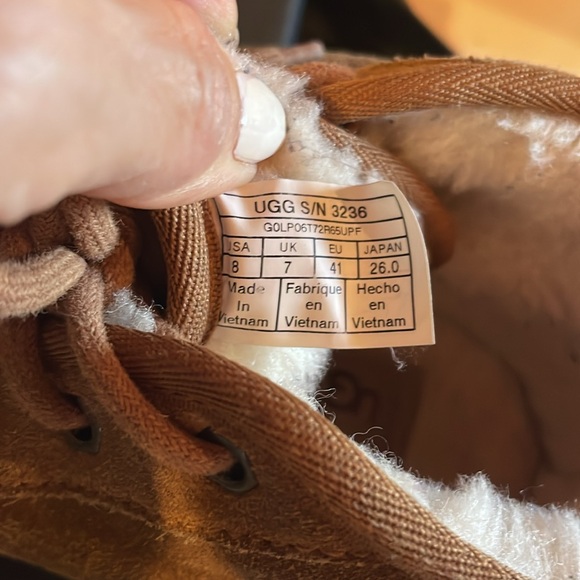 UGG S/N 3236
GOLP06T72R65UPF
USA UK EU JAPAN
8 7 41 26.0
Made Fabrique Hecho
In en en
Vietnam Vietnam Vietnam